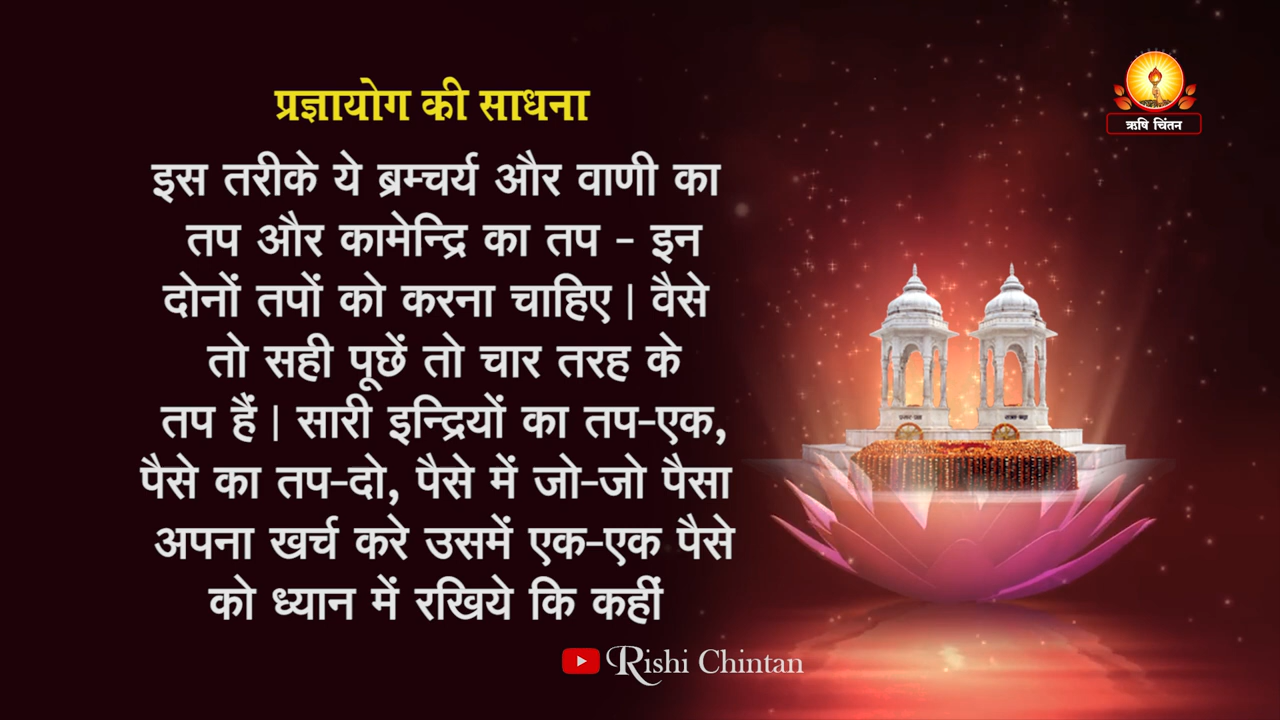 प्रज्ञायोग की साधना
ऋषि चिंतन
इस तरीके ये ब्रम्चर्य और वाणी का
तप और कामेन्द्रि का तप - इन
दोनों तपों को करना चाहिए | वैसे
तो सही पूछें तो चार तरह के
तप हैं | सारी इन्द्रियों का तप-एक,
पैसे का तप-दो, पैसे में जो-जो पैसा
अपना खर्च करे उसमें एक-एक पैसे
को ध्यान में रखिये कि कहीं
Rishi Chintan